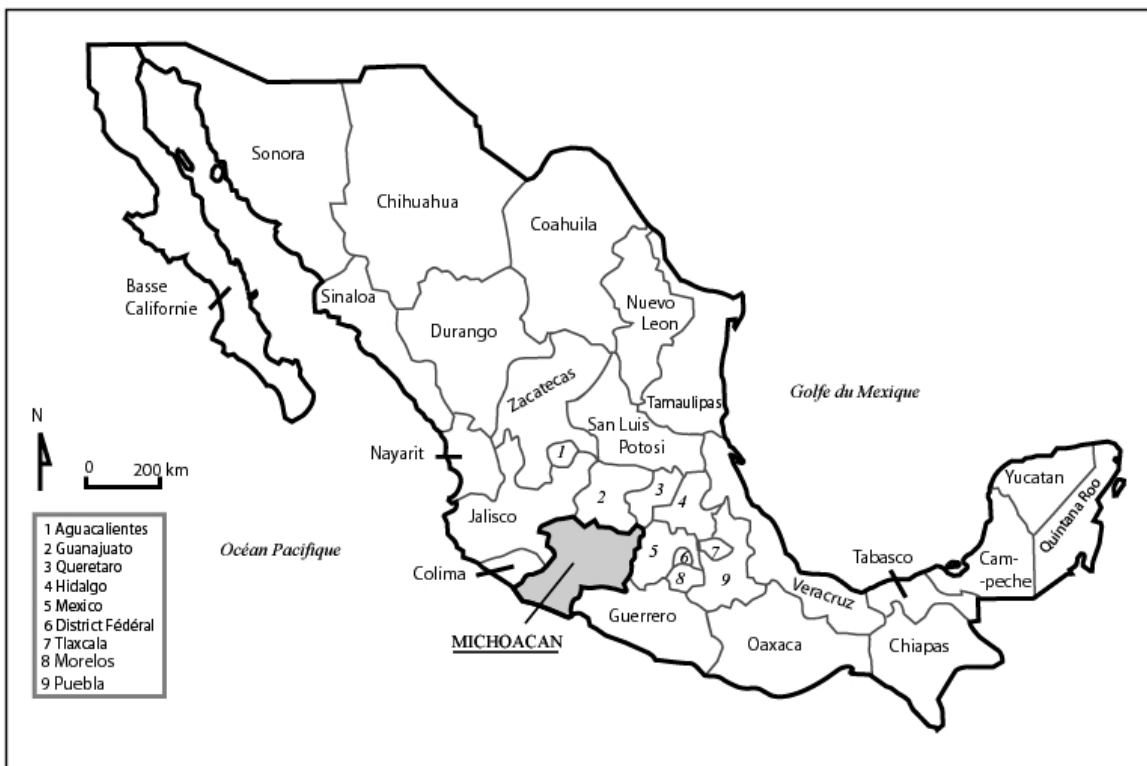 Sonora
Chihuahua
Coahuila
Basse
Californie
Sinaloa
Nuevo
Leon
Durango
Zacatecas
Tamaulipas
Golfe du Mexique
San Luis
Potosi
N
0 200 km
Nayarit
1
2
3
4
Jalisco
Océan Pacifique
Colima
5
6
7
8
9
MICHOACAN
Guerrero
Veracruz
Oaxaca
Tabasco
Chiapas
Cam-
-peche
Yucatan
Quintana Roo
1 Aguacalientes
2 Guanajuato
3 Queretaro
4 Hidalgo
5 Mexico
6 District Fédéral
7 Tlaxcala
8 Morelos
9 Puebla